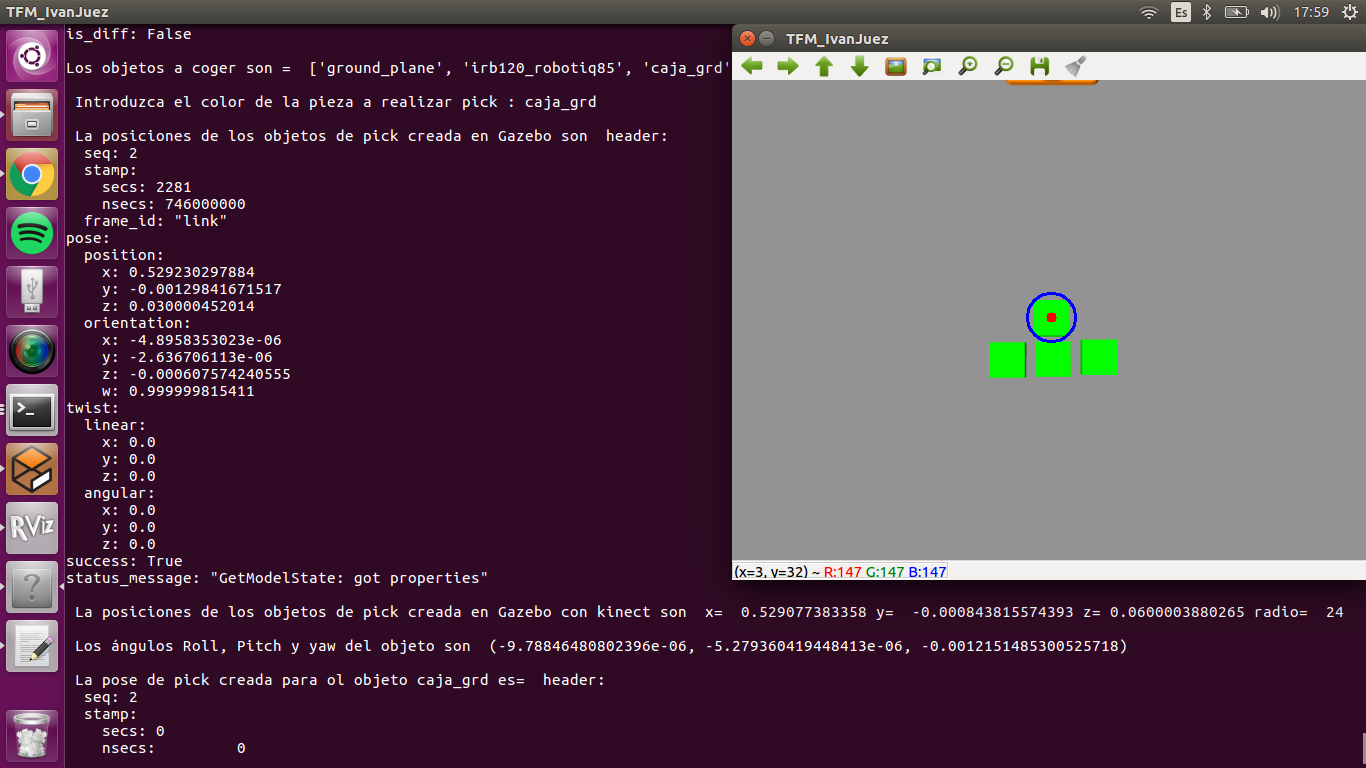 TFM_IvanJuez
Es
17:59
is_diff: False
Los objetos a coger son =  ['ground_plane', 'irb120_robotiq85', 'caja_grd'
Introduzca el color de la pieza a realizar pick : caja_grd
La posiciones de los objetos de pick creada en Gazebo son  header:
seq: 2
stamp:
secs: 2281
nsecs: 746000000
frame_id: "link"
pose:
position:
x: 0.529230297884
y: -0.00129841671517
z: 0.030000452014
orientation:
x: -4.8958353023e-06
y: -2.636706113e-06
z: -0.000607574240555
w: 0.999999815411
twist:
linear:
x: 0.0
y: 0.0
z: 0.0
angular:
x: 0.0
y: 0.0
z: 0.0
success: True
status_message: "GetModelState: got properties"
La posiciones de los objetos de pick creada en Gazebo con kinect son  x=  0.529077383358 y=  -0.000843815574393 z= 0.0600003880265 radio=  24
Los ángulos Roll, Pitch y yaw del objeto son  (-9.78846480802396e-06, -5.279360419448413e-06, -0.0012151485300525718)
La pose de pick creada para ol objeto caja_grd es=  header:
seq: 2
stamp:
secs: 0
nsecs:         0
TFM_IvanJuez
(x=3, y=32) ~ R:147 G:147 B:147
RViz